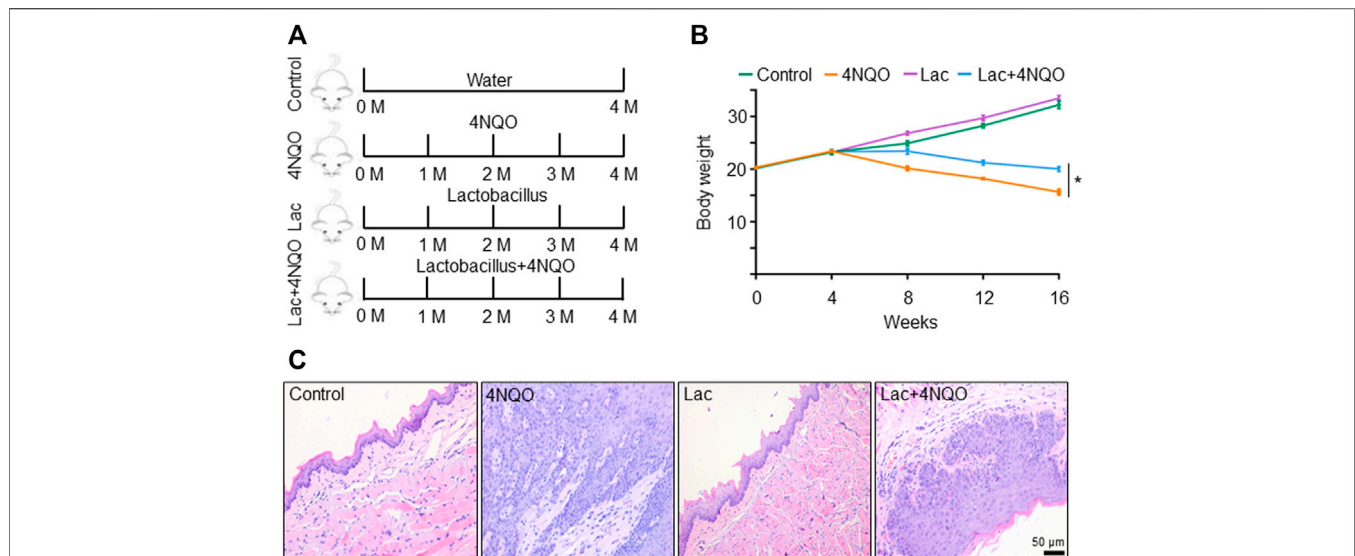 A
Control
Water
0 M 4 M
4NQO
4NQO
0 M 1 M 2 M 3 M 4 M
Lac
Lactobacillus
0 M 1 M 2 M 3 M 4 M
Lac+4NQO
Lactobacillus+4NQO
0 M 1 M 2 M 3 M 4 M
B
Control 4NQO Lac Lac+4NQO
Body weight
30
20
10
*
0 4 8 12 16
Weeks
C
Control 4NQO Lac Lac+4NQO
50 µm